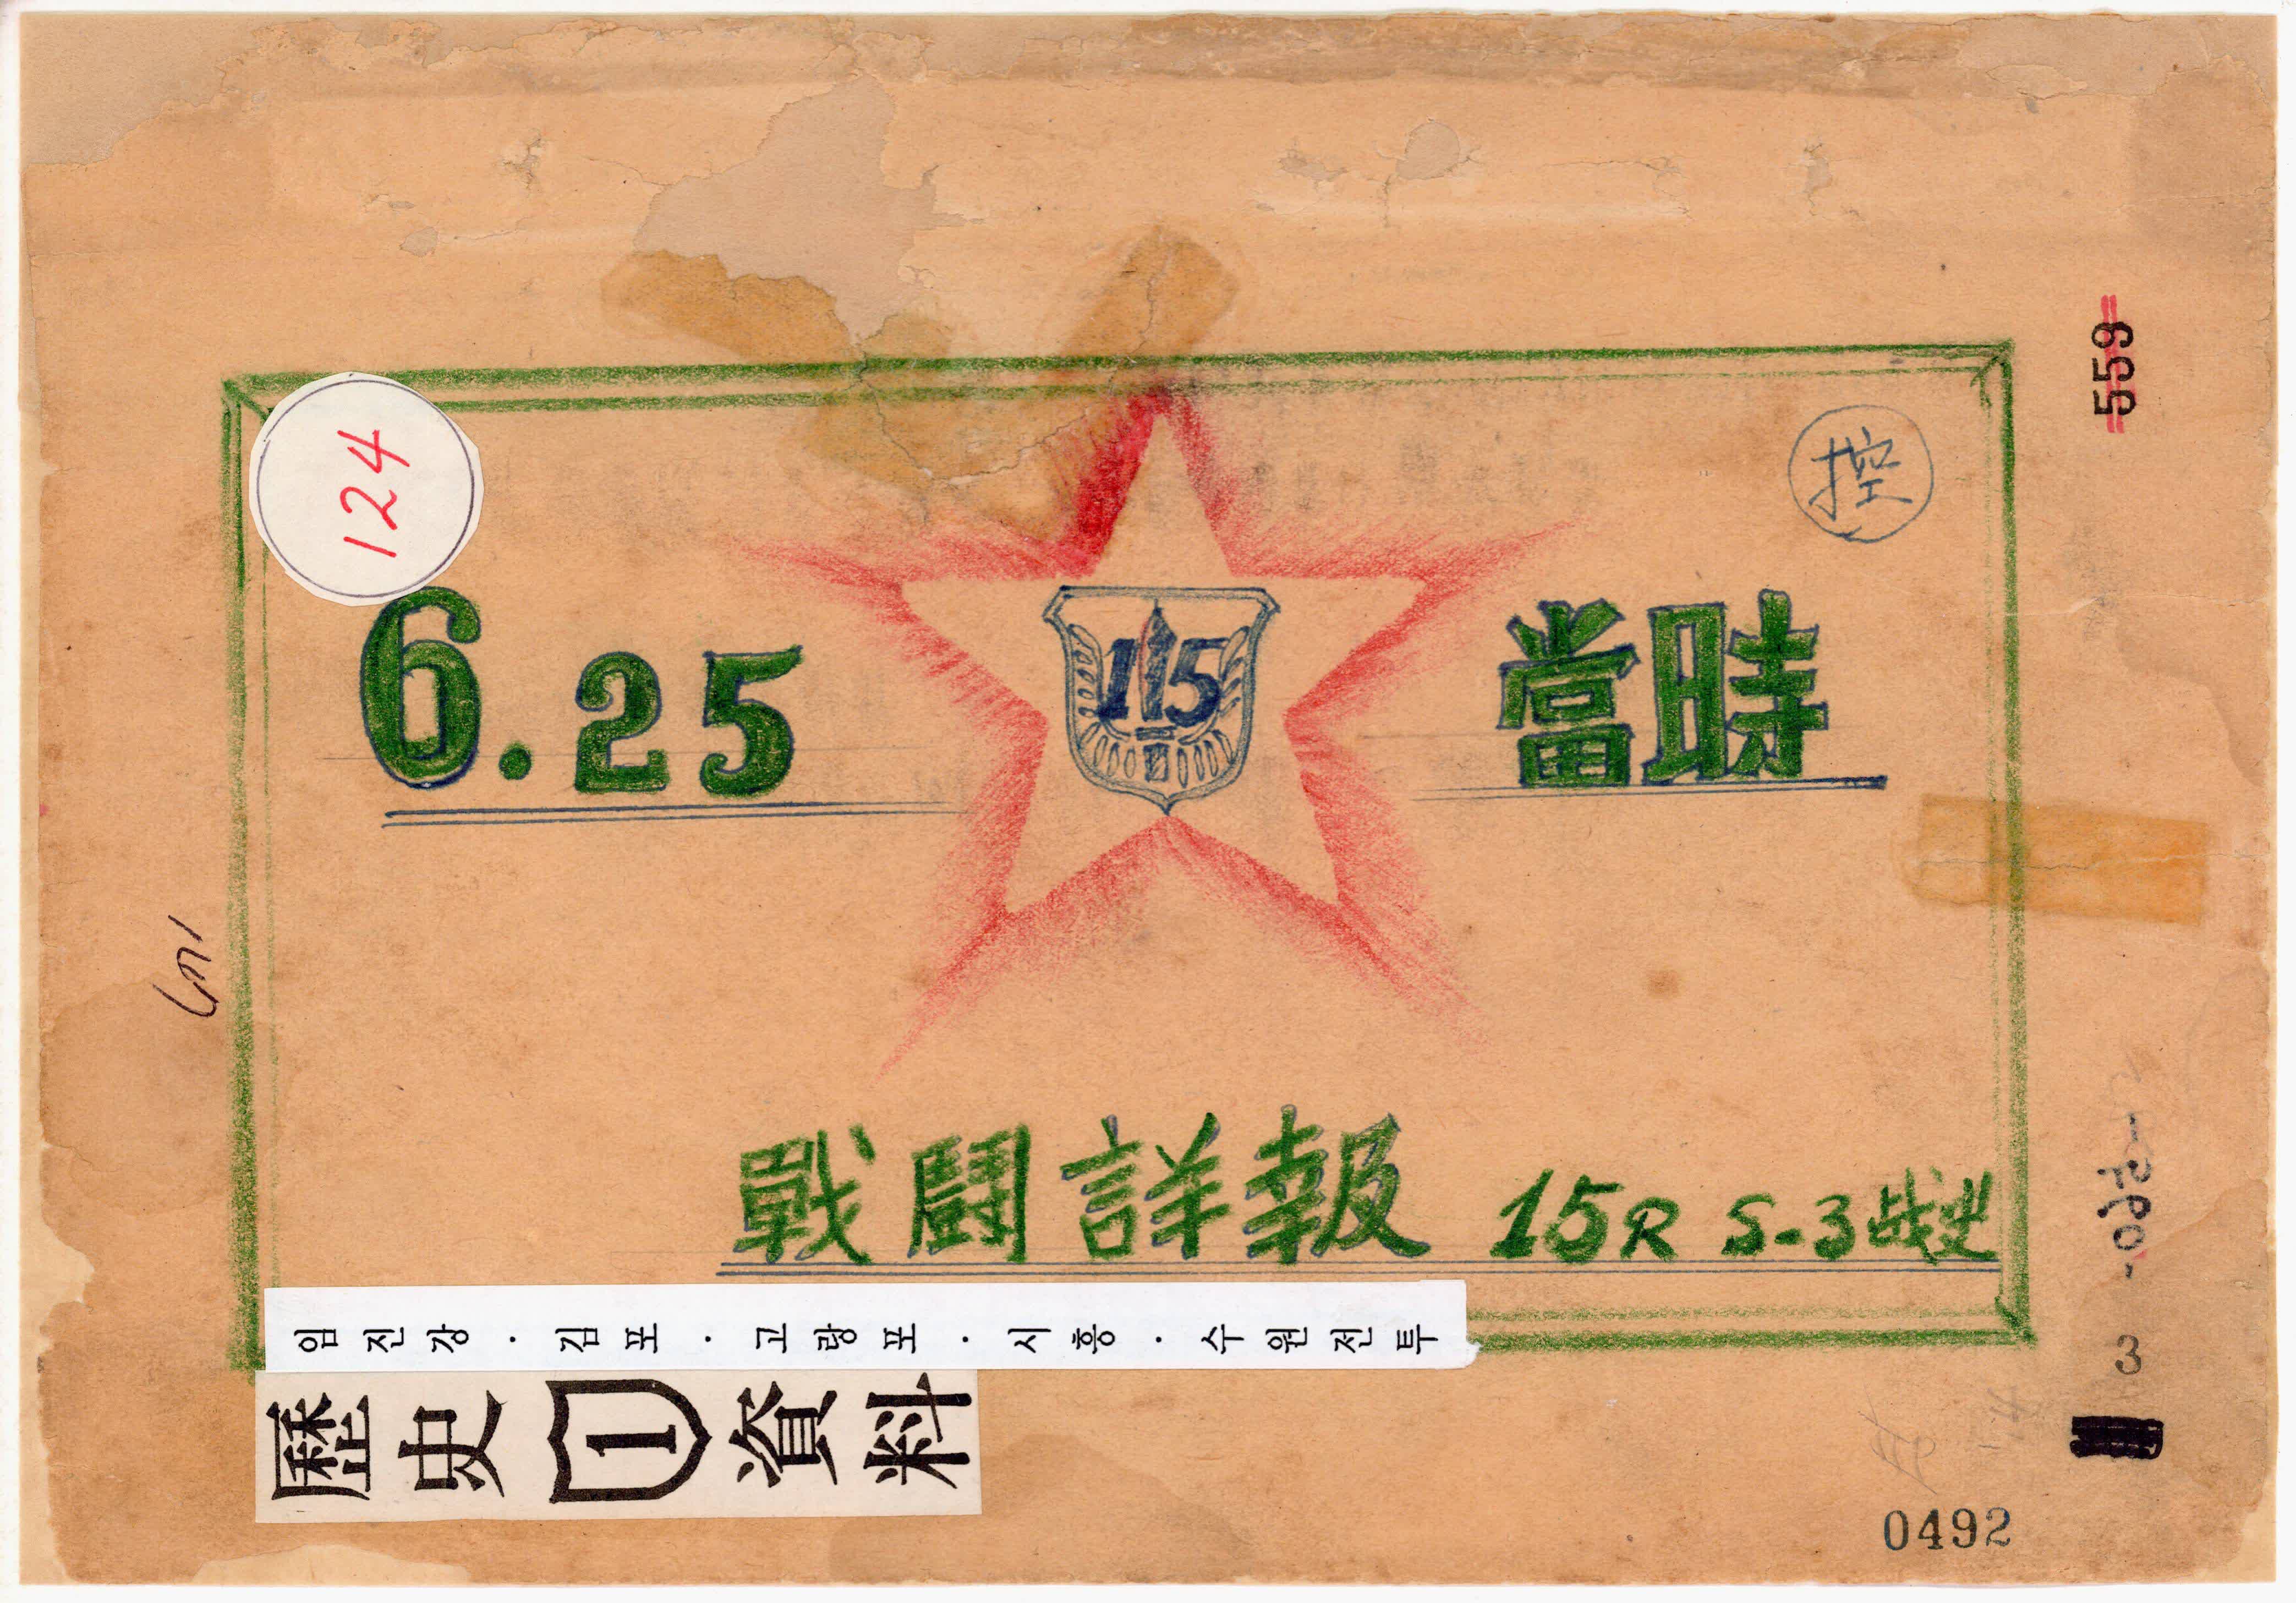 559
控
124
6.25 15 當時
戰鬪詳報 15R S-3 战史
임진강·김포·고랑포·시흥·수원전투
歷史 1 資料
3
0492